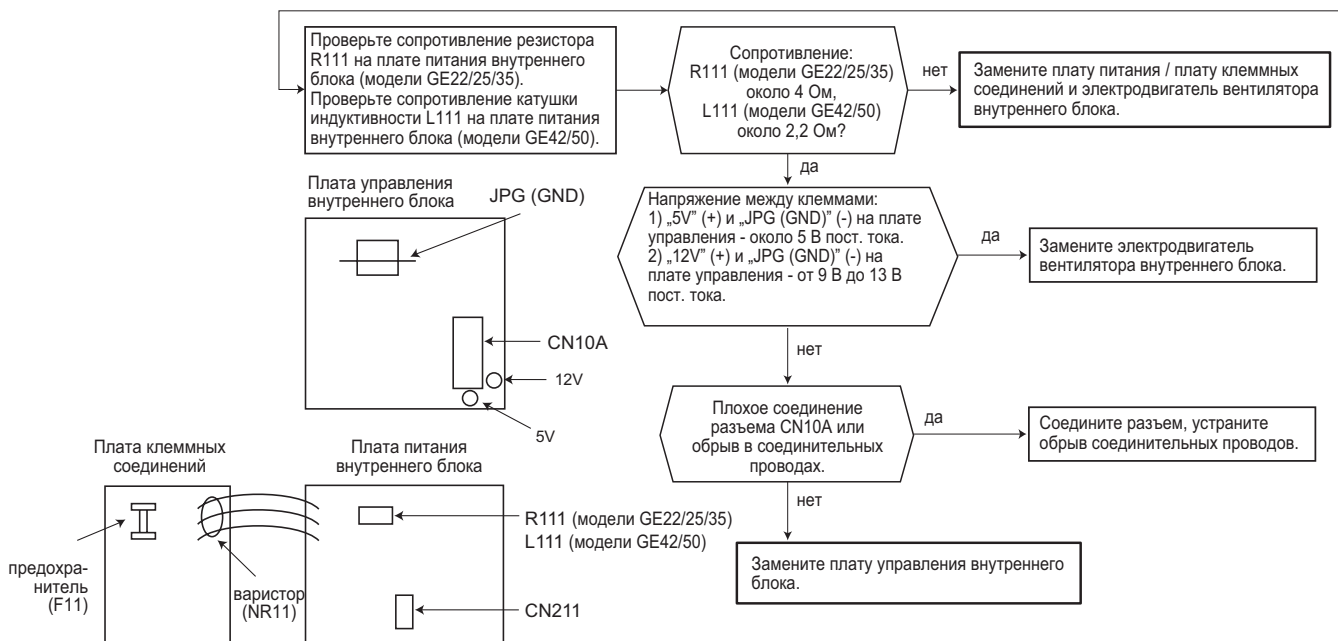 Проверьте сопротивление резистора
R111 на плате питания внутреннего
блока (модели GE22/25/35).
Проверьте сопротивление катушки
индуктивности L111 на плате питания
внутреннего блока (модели GE42/50).
Сопротивление:
R111 (модели GE22/25/35)
около 4 Ом,
L111 (модели GE42/50)
около 2,2 Ом?
нет
Замените плату питания / плату клеммных
соединений и электродвигатель вентилятора
внутреннего блока.
да
Напряжение между клеммами:
1) „5V” (+) и „JPG (GND)” (-) на плате
управления - около 5 В пост. тока.
2) „12V” (+) и „JPG (GND)” (-) на
плате управления - от 9 В до 13 В
пост. тока.
да
Замените электродвигатель
вентилятора внутреннего блока.
нет
Плохое соединение
разъема CN10A или
обрыв в соединительных
проводах.
да
Соедините разъем, устраните
обрыв соединительных проводов.
нет
Замените плату управления внутреннего
блока.
Плата управления
внутреннего блока
JPG (GND)
CN10A
12V
5V
Плата клеммных
соединений
Плата питания
внутреннего блока
R111 (модели GE22/25/35)
L111 (модели GE42/50)
предохра-
нитель
(F11)
варистор
(NR11)
CN211